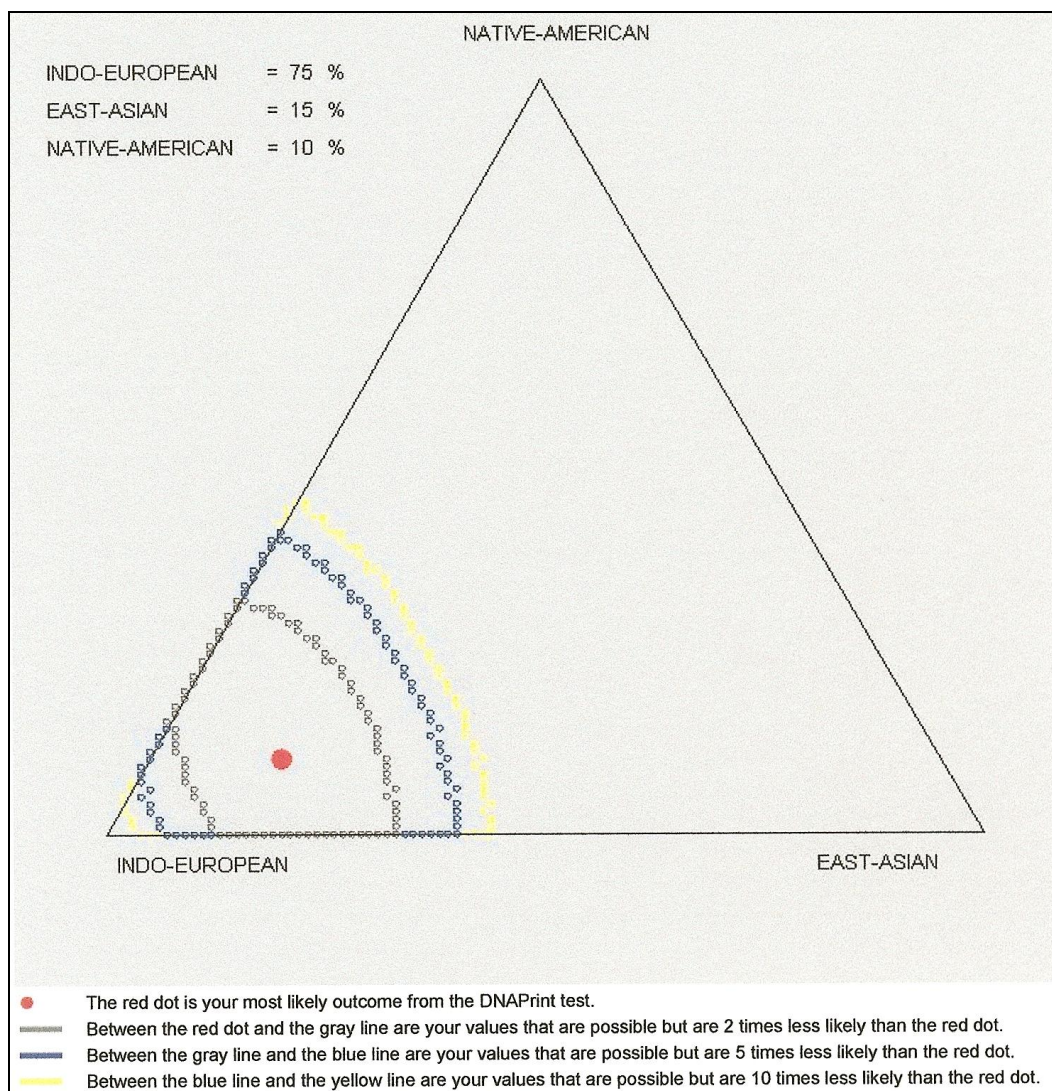 NATIVE-AMERICAN
INDO-EUROPEAN = 75 %
EAST-ASIAN = 15 %
NATIVE-AMERICAN = 10 %
INDO-EUROPEAN
EAST-ASIAN
The red dot is your most likely outcome from the DNAPrint test.
Between the red dot and the gray line are your values that are possible but are 2 times less likely than the red dot.
Between the gray line and the blue line are your values that are possible but are 5 times less likely than the red dot.
Between the blue line and the yellow line are your values that are possible but are 10 times less likely than the red dot.